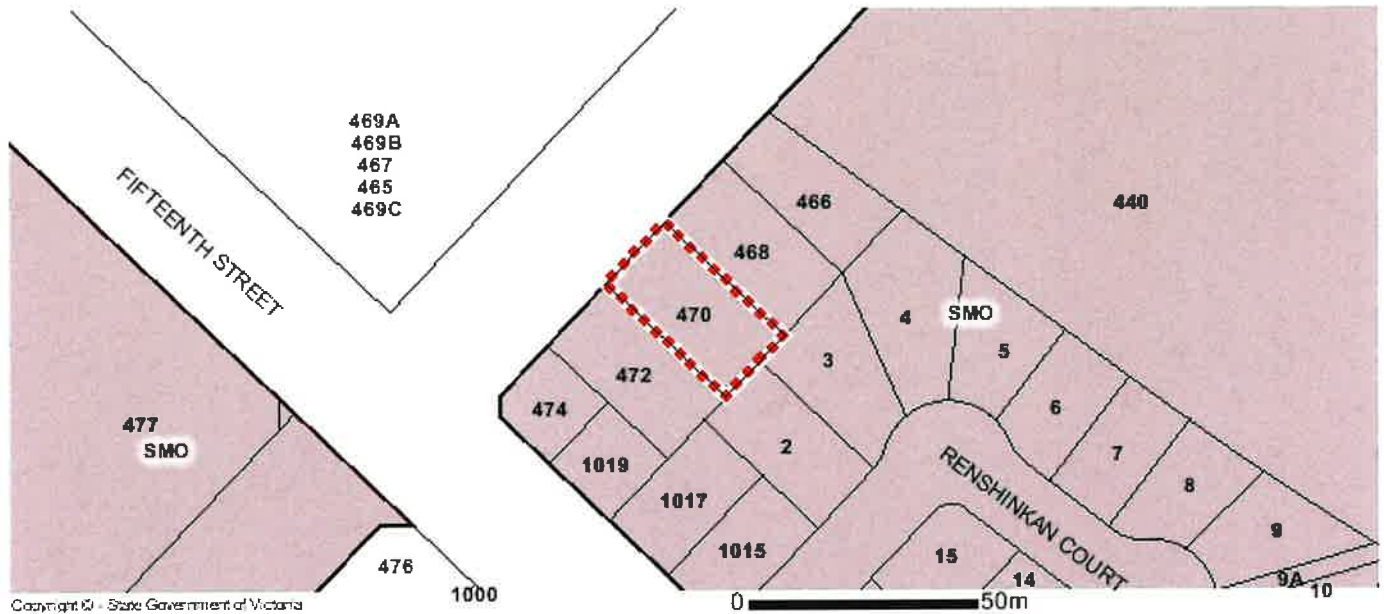 469A
469B
467
465
469C
FIFTEENTH STREET
466
440
468
470
4
SMO
5
3
472
474
6
477
SMO
7
2
1019
8
RENSHINKAN COURT
1017
9
1015
15
476
14
9A
10
1000
Copyright © - State Government of Victoria
0
50m